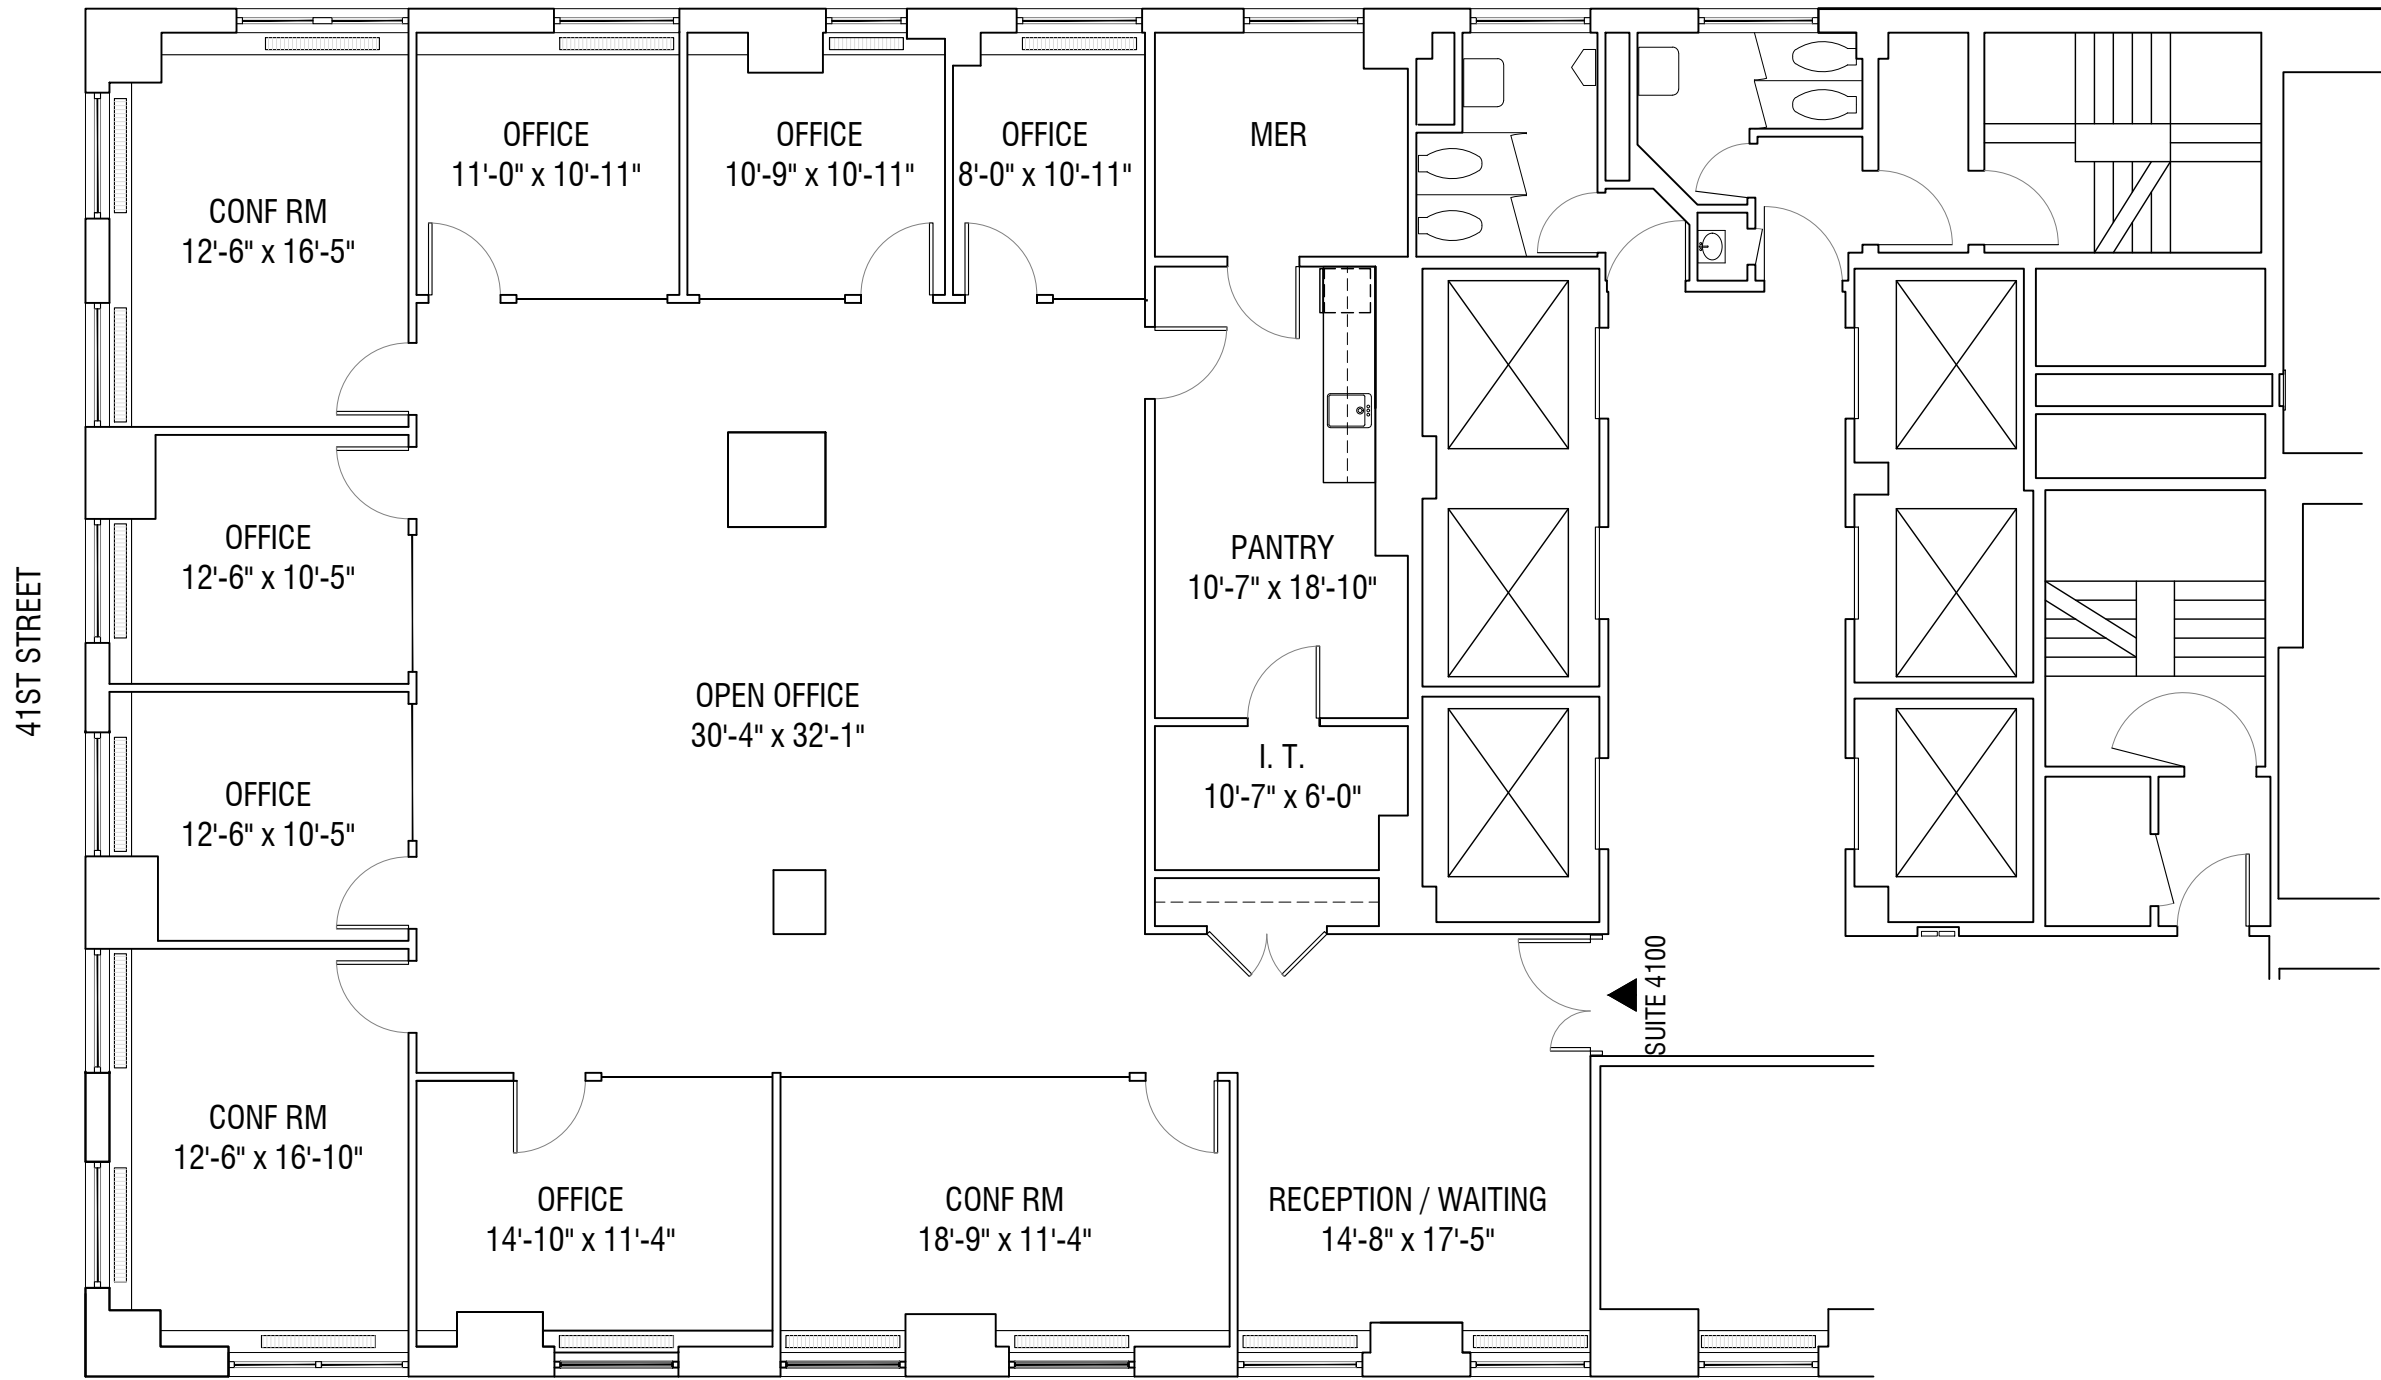 OFFICE
11'-0" x 10'-11"
OFFICE
10'-9" x 10'-11"
OFFICE
8'-0" x 10'-11"
MER
CONF RM
12'-6" x 16'-5"
OFFICE
12'-6" x 10'-5"
PANTRY
10'-7" x 18'-10"
41ST STREET
OPEN OFFICE
30'-4" x 32'-1"
I. T.
10'-7" x 6'-0"
OFFICE
12'-6" x 10'-5"
SUITE 4100
CONF RM
12'-6" x 16'-10"
OFFICE
14'-10" x 11'-4"
CONF RM
18'-9" x 11'-4"
RECEPTION / WAITING
14'-8" x 17'-5"